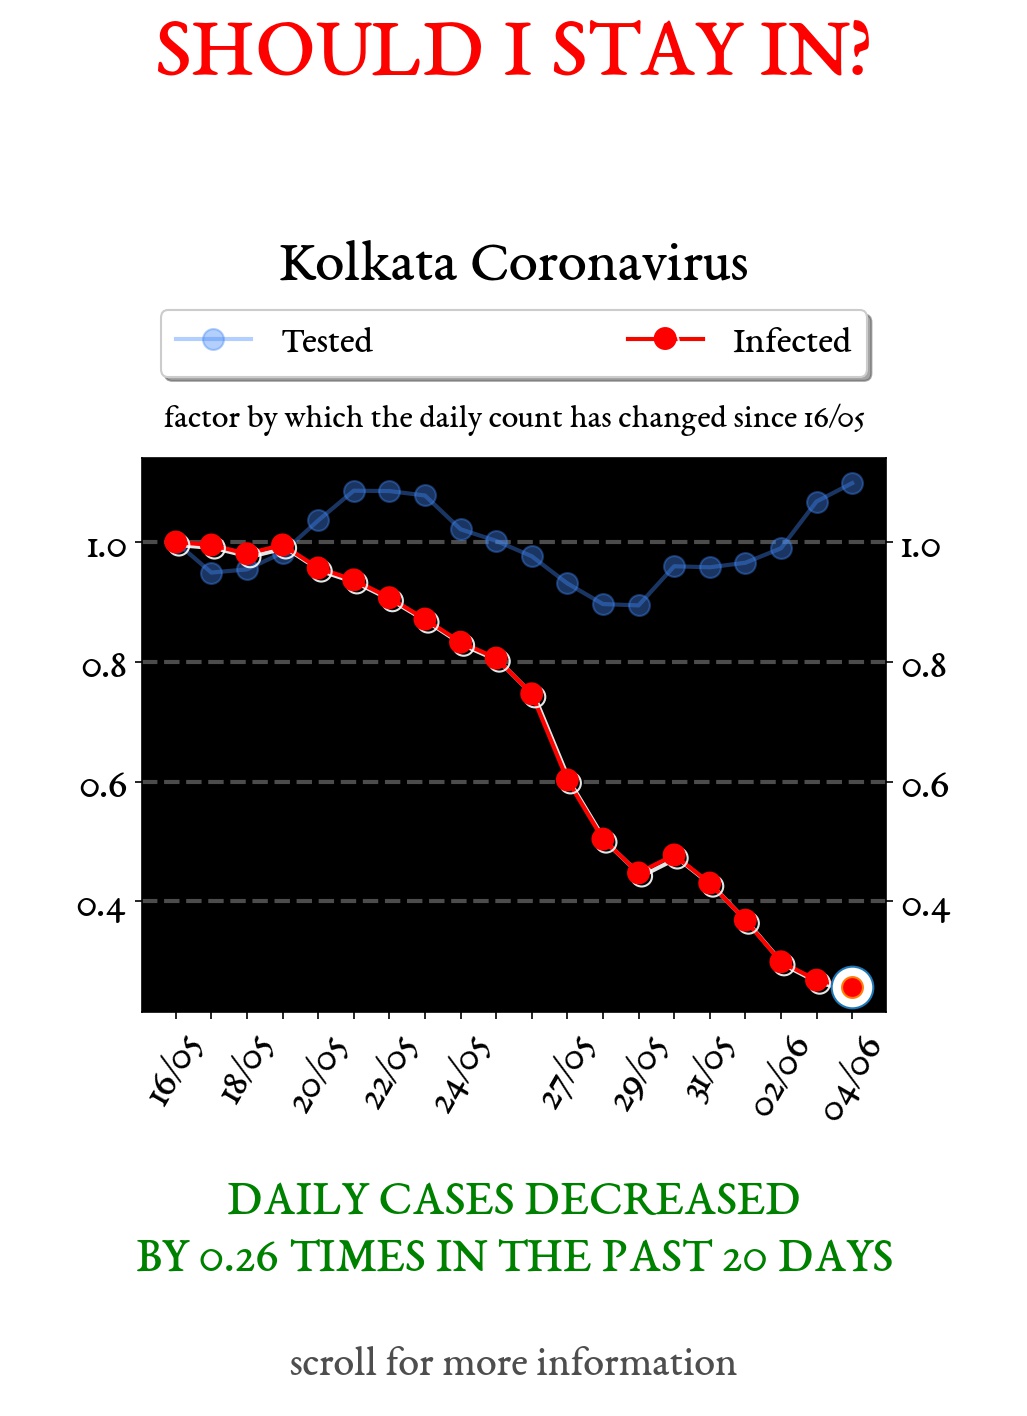 SHOULD I STAY IN?
Kolkata Coronavirus
Tested Infected
factor by which the daily count has changed since 16/05
1.0 1.0
0.8 0.8
0.6 0.6
0.4 0.4
16/05 18/05 20/05 22/05 24/05 27/05 29/05 31/05 02/06 04/06
DAILY CASES DECREASED
BY 0.26 TIMES IN THE PAST 20 DAYS
scroll for more information